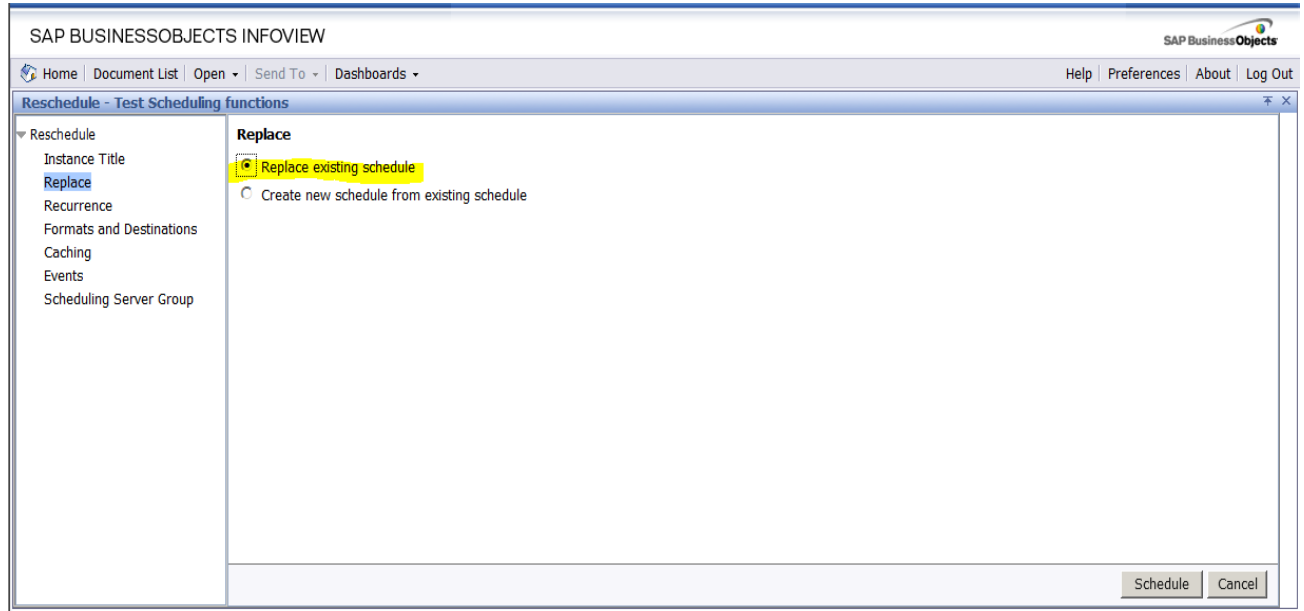 SAP BUSINESSOBJECTS INFOVIEW
SAP BusinessObjects
Home Document List Open Send To Dashboards Help Preferences About Log Out
Reschedule - Test Scheduling functions
Reschedule
Instance Title
Replace
Recurrence
Formats and Destinations
Caching
Events
Scheduling Server Group
Replace
Replace existing schedule
Create new schedule from existing schedule
Schedule Cancel